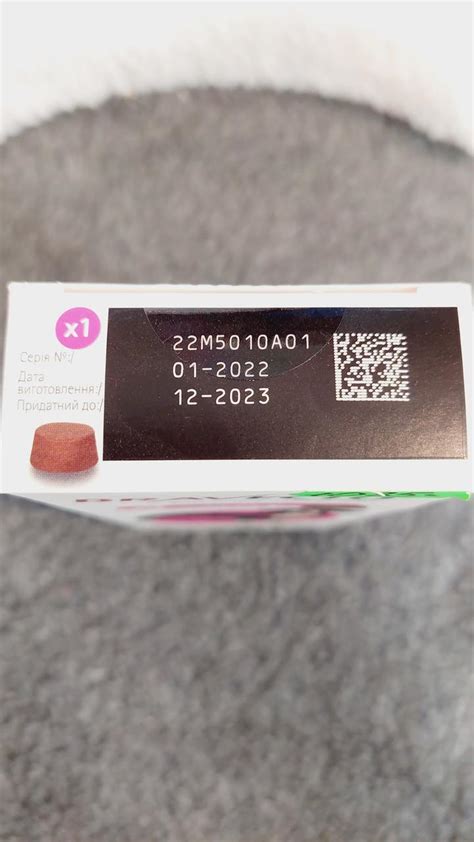 x1
22M5010A01
Серія №:/
01-2022
Дата
виготовлення:/
12-2023
Придатний до:/